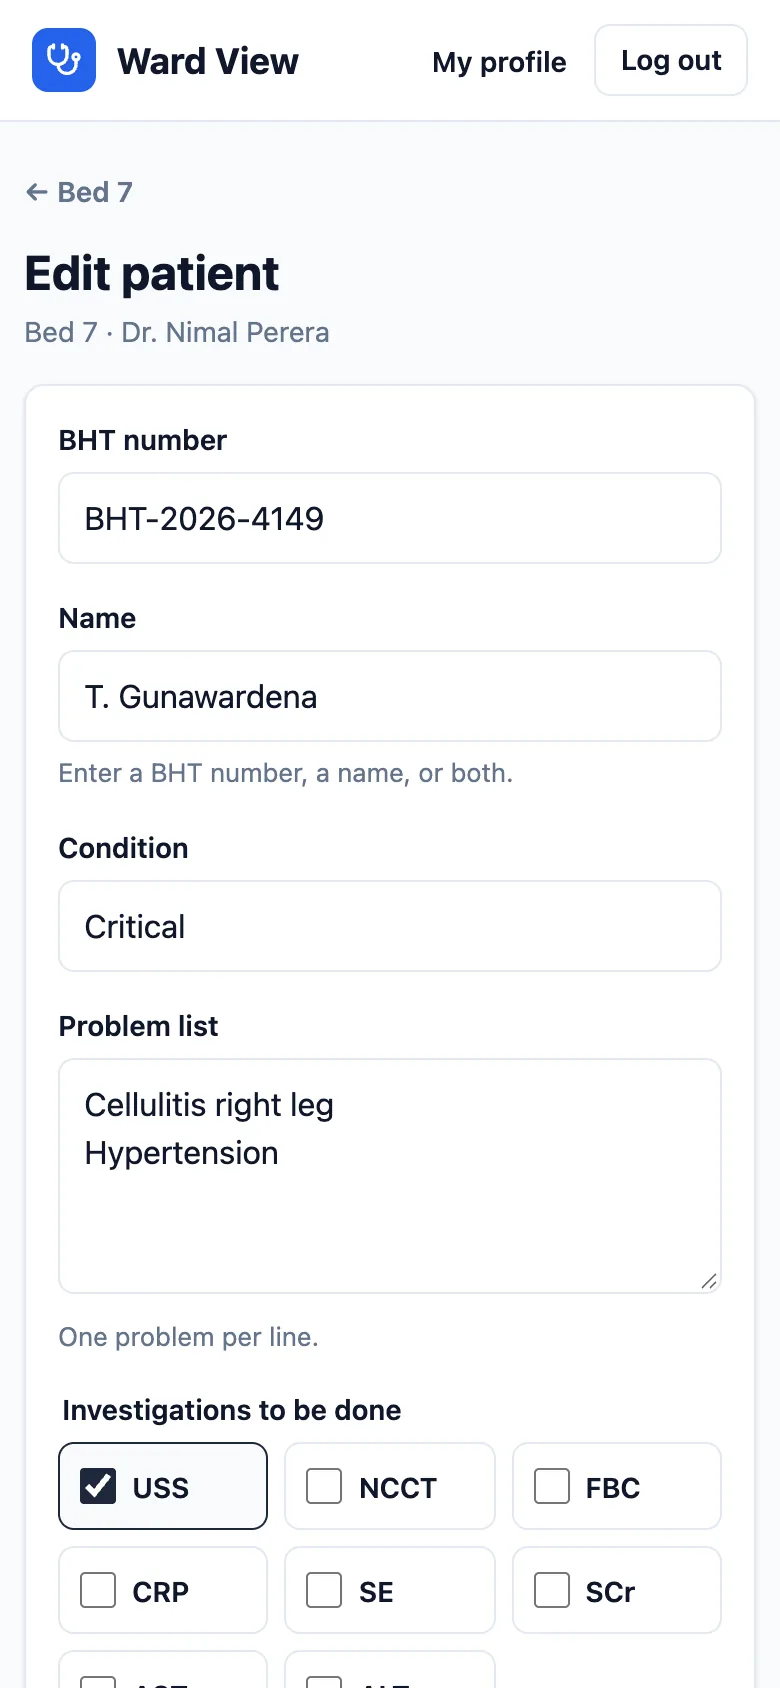 Ward View
My profile
Log out
← Bed 7
Edit patient
Bed 7 · Dr. Nimal Perera
BHT number
BHT-2026-4149
Name
T. Gunawardena
Enter a BHT number, a name, or both.
Condition
Critical
Problem list
Cellulitis right leg
Hypertension
One problem per line.
Investigations to be done
USS
NCCT
FBC
CRP
SE
SCr